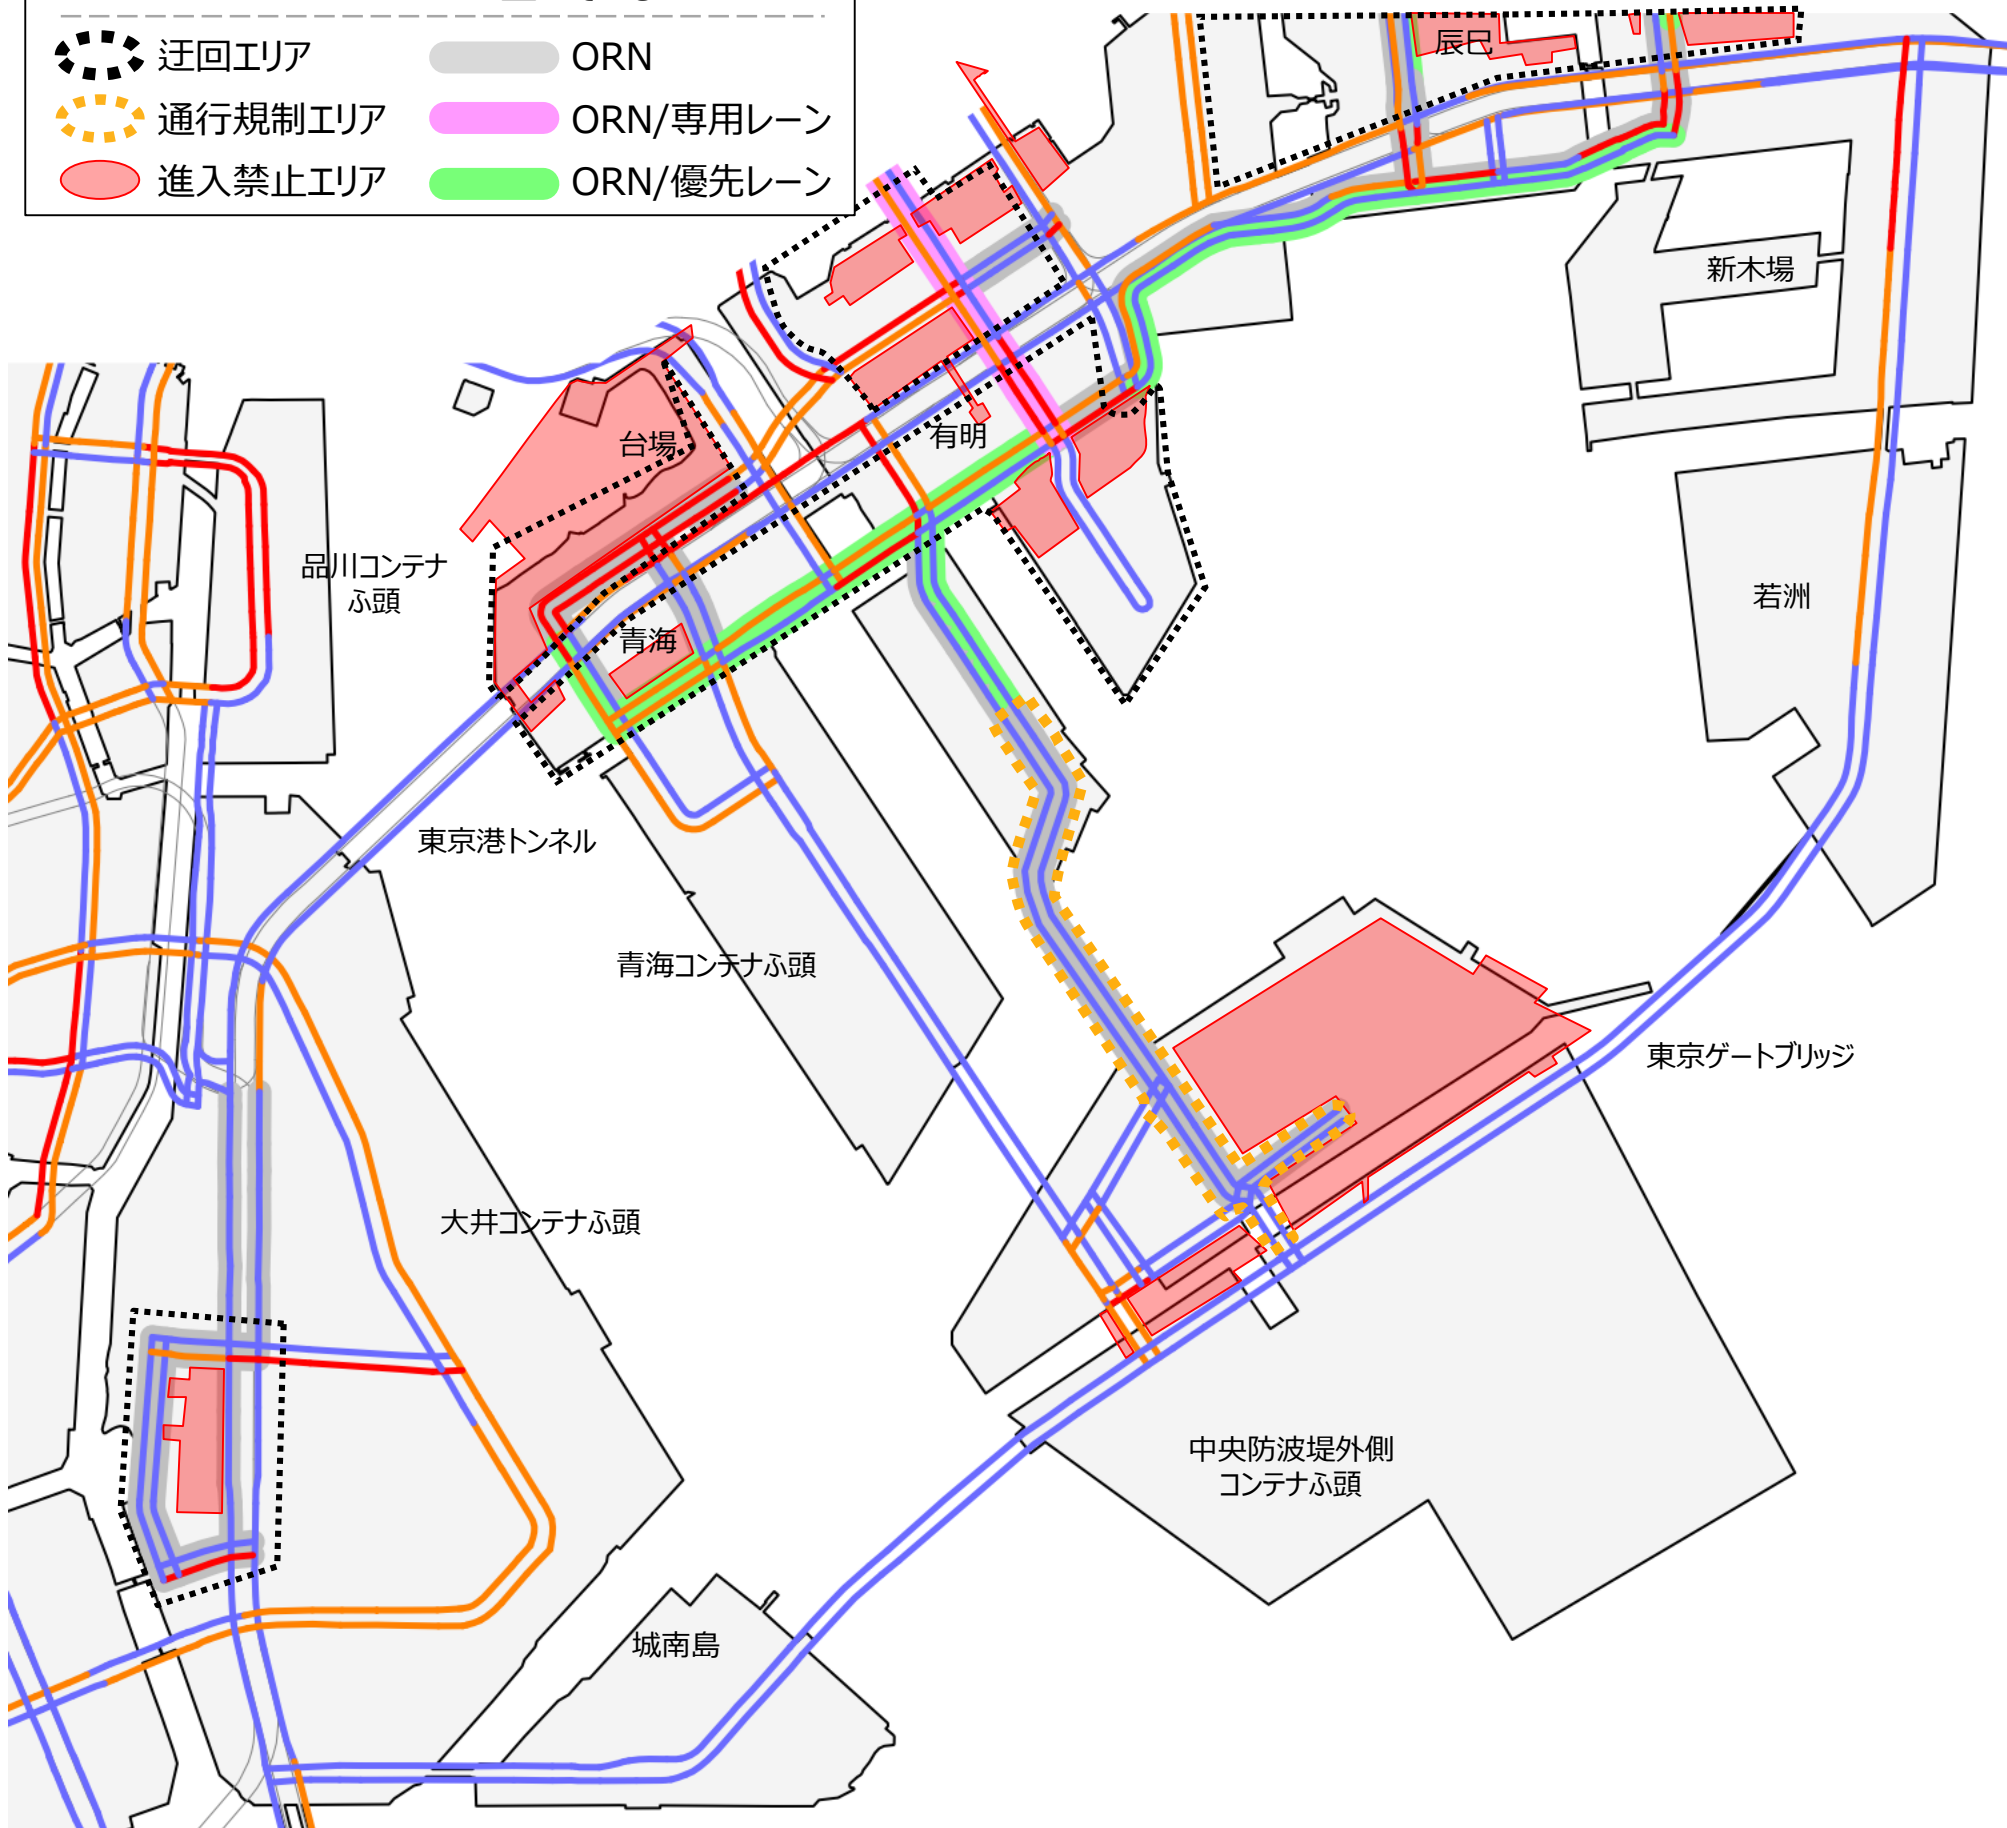 迂回エリア
ORN
通行規制エリア
ORN/専用レーン
進入禁止エリア
ORN/優先レーン
辰巳
新木場
台場
有明
品川コンテナ
ふ頭
青海
若洲
東京港トンネル
青海コンテナふ頭
東京ゲートブリッジ
大井コンテナふ頭
中央防波堤外側
コンテナふ頭
城南島